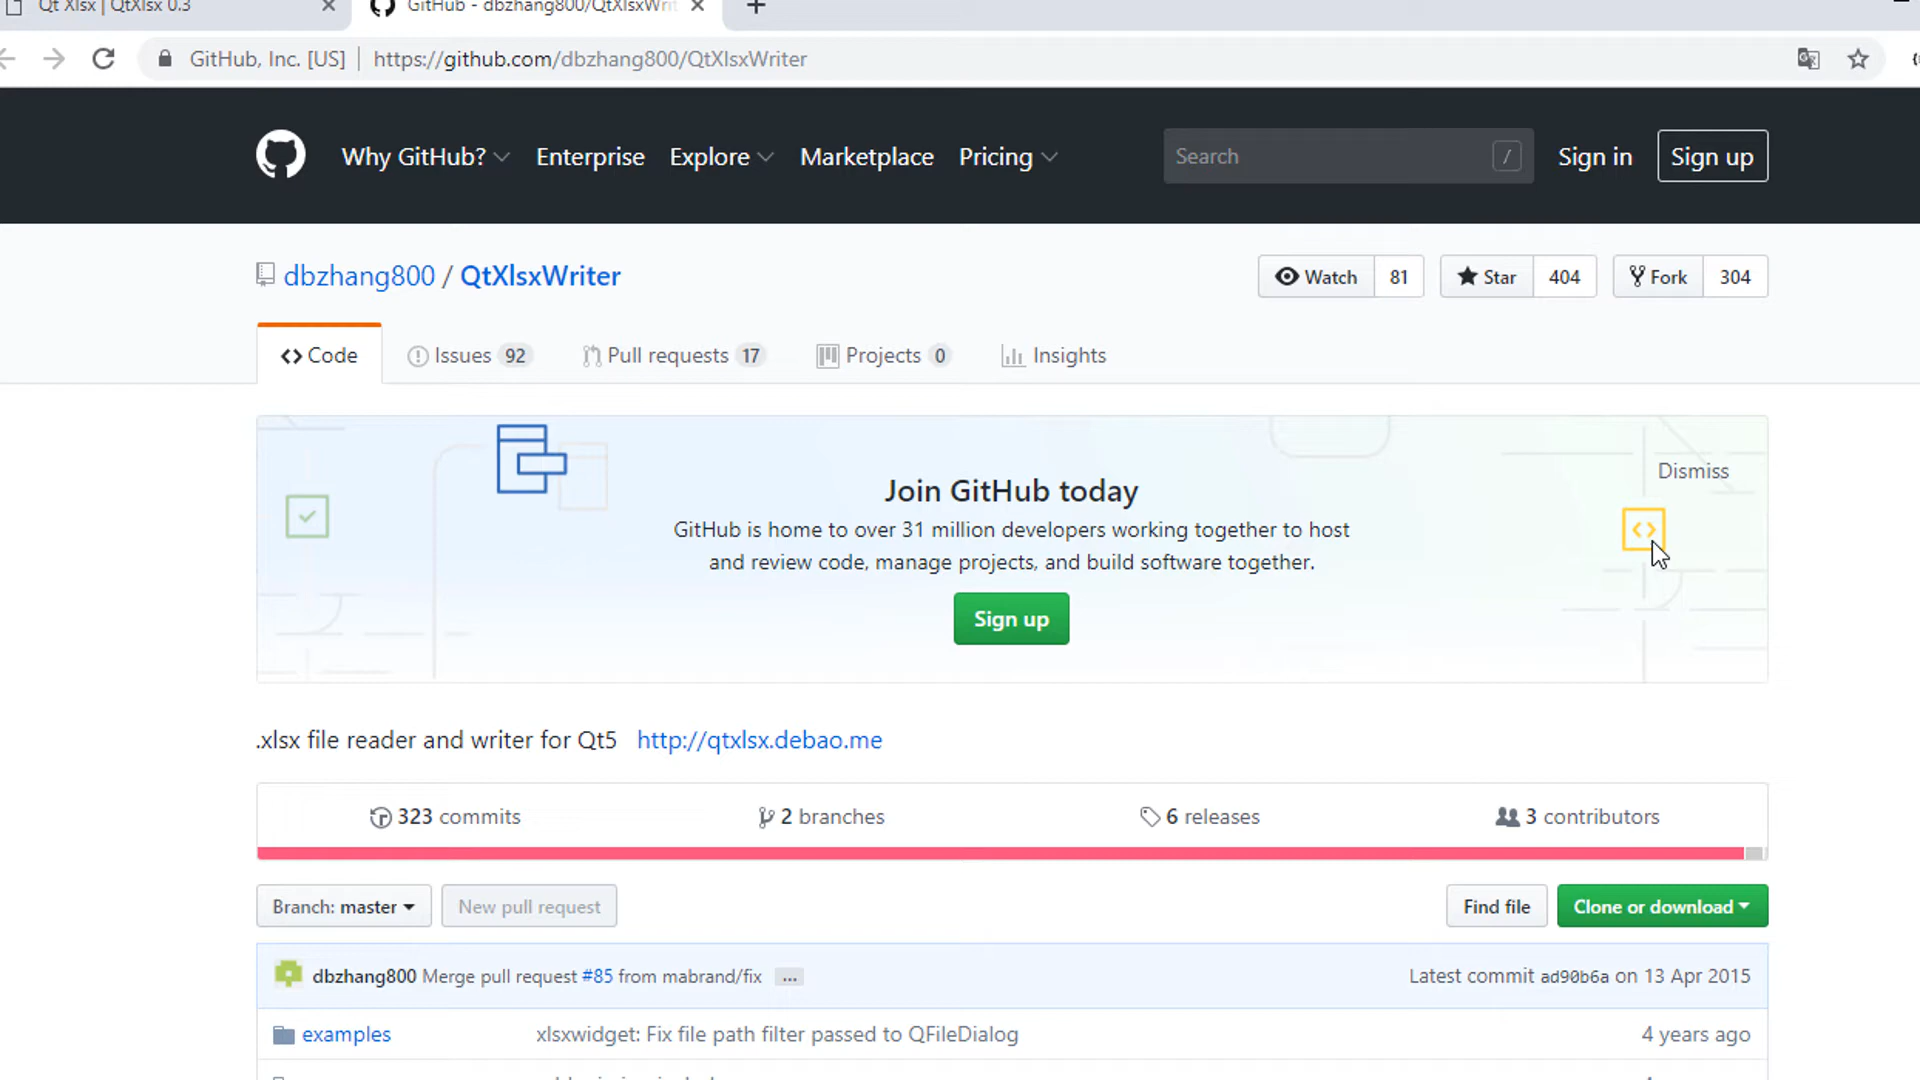 Qt Xlsx | QtXlsx 0.3
GitHub - dbzhang800/QtXlsxWri
GitHub, Inc. [US] | https://github.com/dbzhang800/QtXlsxWriter
Why GitHub? Enterprise Explore Marketplace Pricing Search / Sign in Sign up
dbzhang800 / QtXlsxWriter
Watch 81 Star 404 Fork 304
<> Code Issues 92 Pull requests 17 Projects 0 Insights
Join GitHub today
Dismiss
GitHub is home to over 31 million developers working together to host
and review code, manage projects, and build software together.
Sign up
.xlsx file reader and writer for Qt5 http://qtxlsx.debao.me
323 commits 2 branches 6 releases 3 contributors
Branch: master New pull request Find file Clone or download
dbzhang800 Merge pull request #85 from mabrand/fix ... Latest commit ad90b6a on 13 Apr 2015
examples xlsxwidget: Fix file path filter passed to QFileDialog 4 years ago